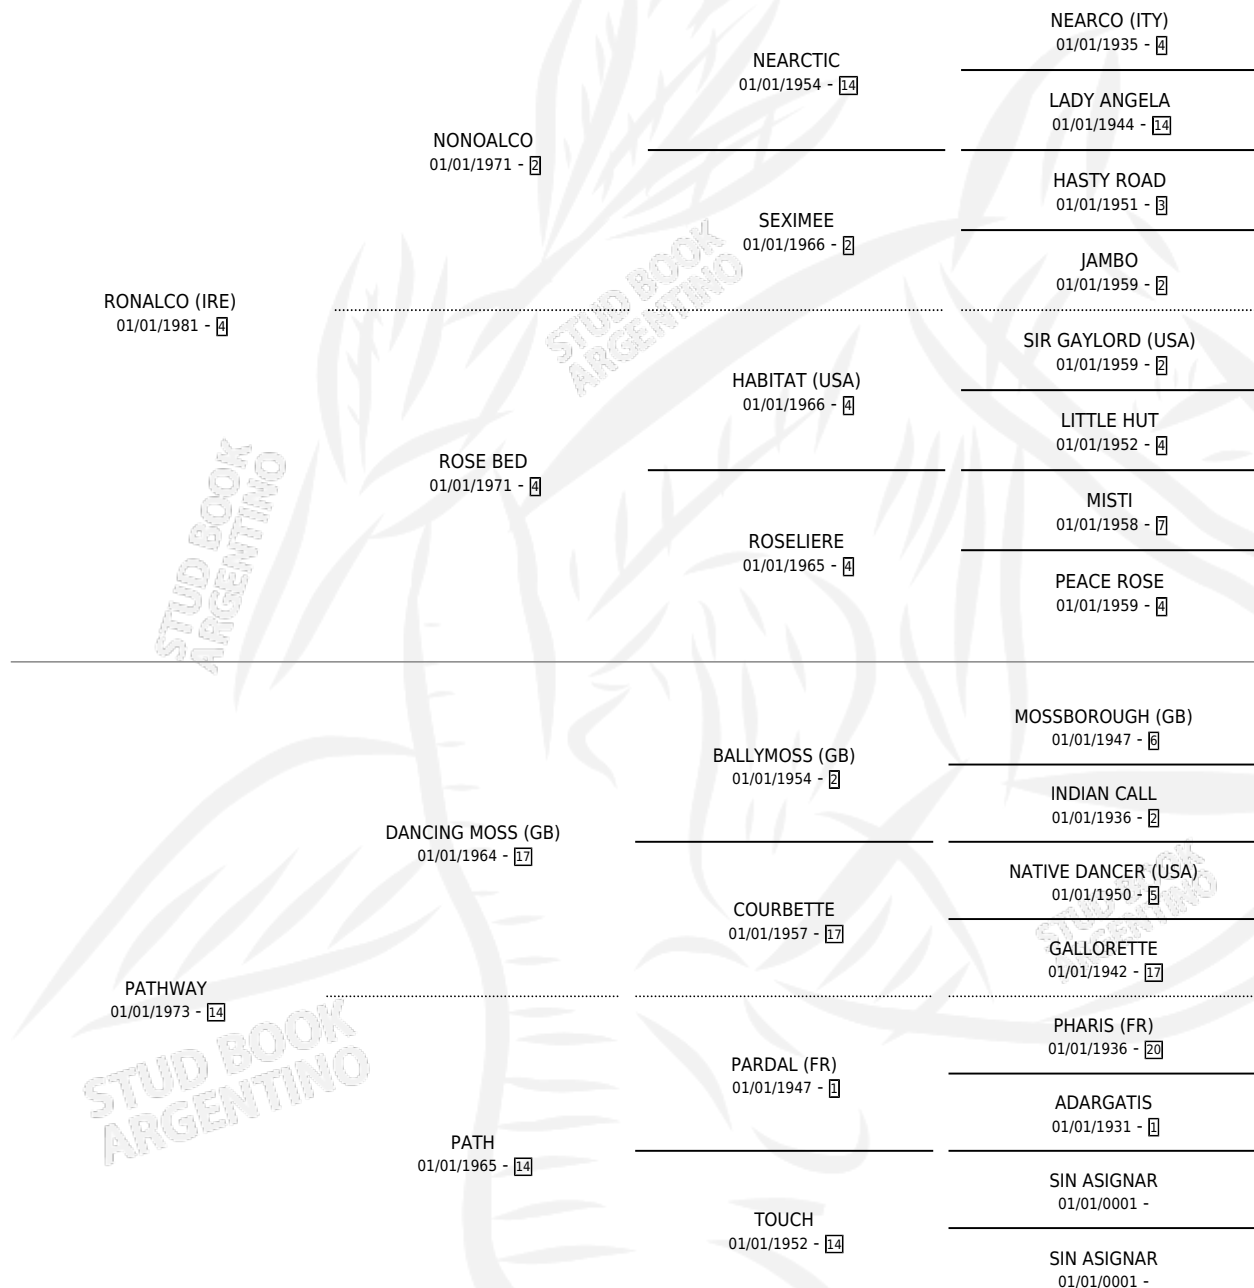 NEARCO (ITY)
01/01/1935 - 4
NEARCTIC
01/01/1954 - 14
LADY ANGELA
01/01/1944 - 14
NONOALCO
01/01/1971 - 2
HASTY ROAD
01/01/1951 - 3
SEXIMEE
01/01/1966 - 2
JAMBO
01/01/1959 - 2
RONALCO (IRE)
01/01/1981 - 4
SIR GAYLORD (USA)
01/01/1959 - 2
HABITAT (USA)
01/01/1966 - 4
LITTLE HUT
01/01/1952 - 4
ROSE BED
01/01/1971 - 4
MISTI
01/01/1958 - 7
ROSELIERE
01/01/1965 - 4
PEACE ROSE
01/01/1959 - 4
MOSSBOROUGH (GB)
01/01/1947 - 6
BALLYMOSS (GB)
01/01/1954 - 2
INDIAN CALL
01/01/1936 - 2
DANCING MOSS (GB)
01/01/1964 - 17
NATIVE DANCER (USA)
01/01/1950 - 5
COURBETTE
01/01/1957 - 17
GALLORETTE
01/01/1942 - 17
PATHWAY
01/01/1973 - 14
PHARIS (FR)
01/01/1936 - 20
PARDAL (FR)
01/01/1947 - 1
ADARGATIS
01/01/1931 - 1
PATH
01/01/1965 - 14
SIN ASIGNAR
01/01/0001 -
TOUCH
01/01/1952 - 14
SIN ASIGNAR
01/01/0001 -
STUD BOOK
ARGENTINO
STUD BOOK
ARGENTINO
STUD BOOK
ARGENTINO
STUD BOOK
ARGENTINO